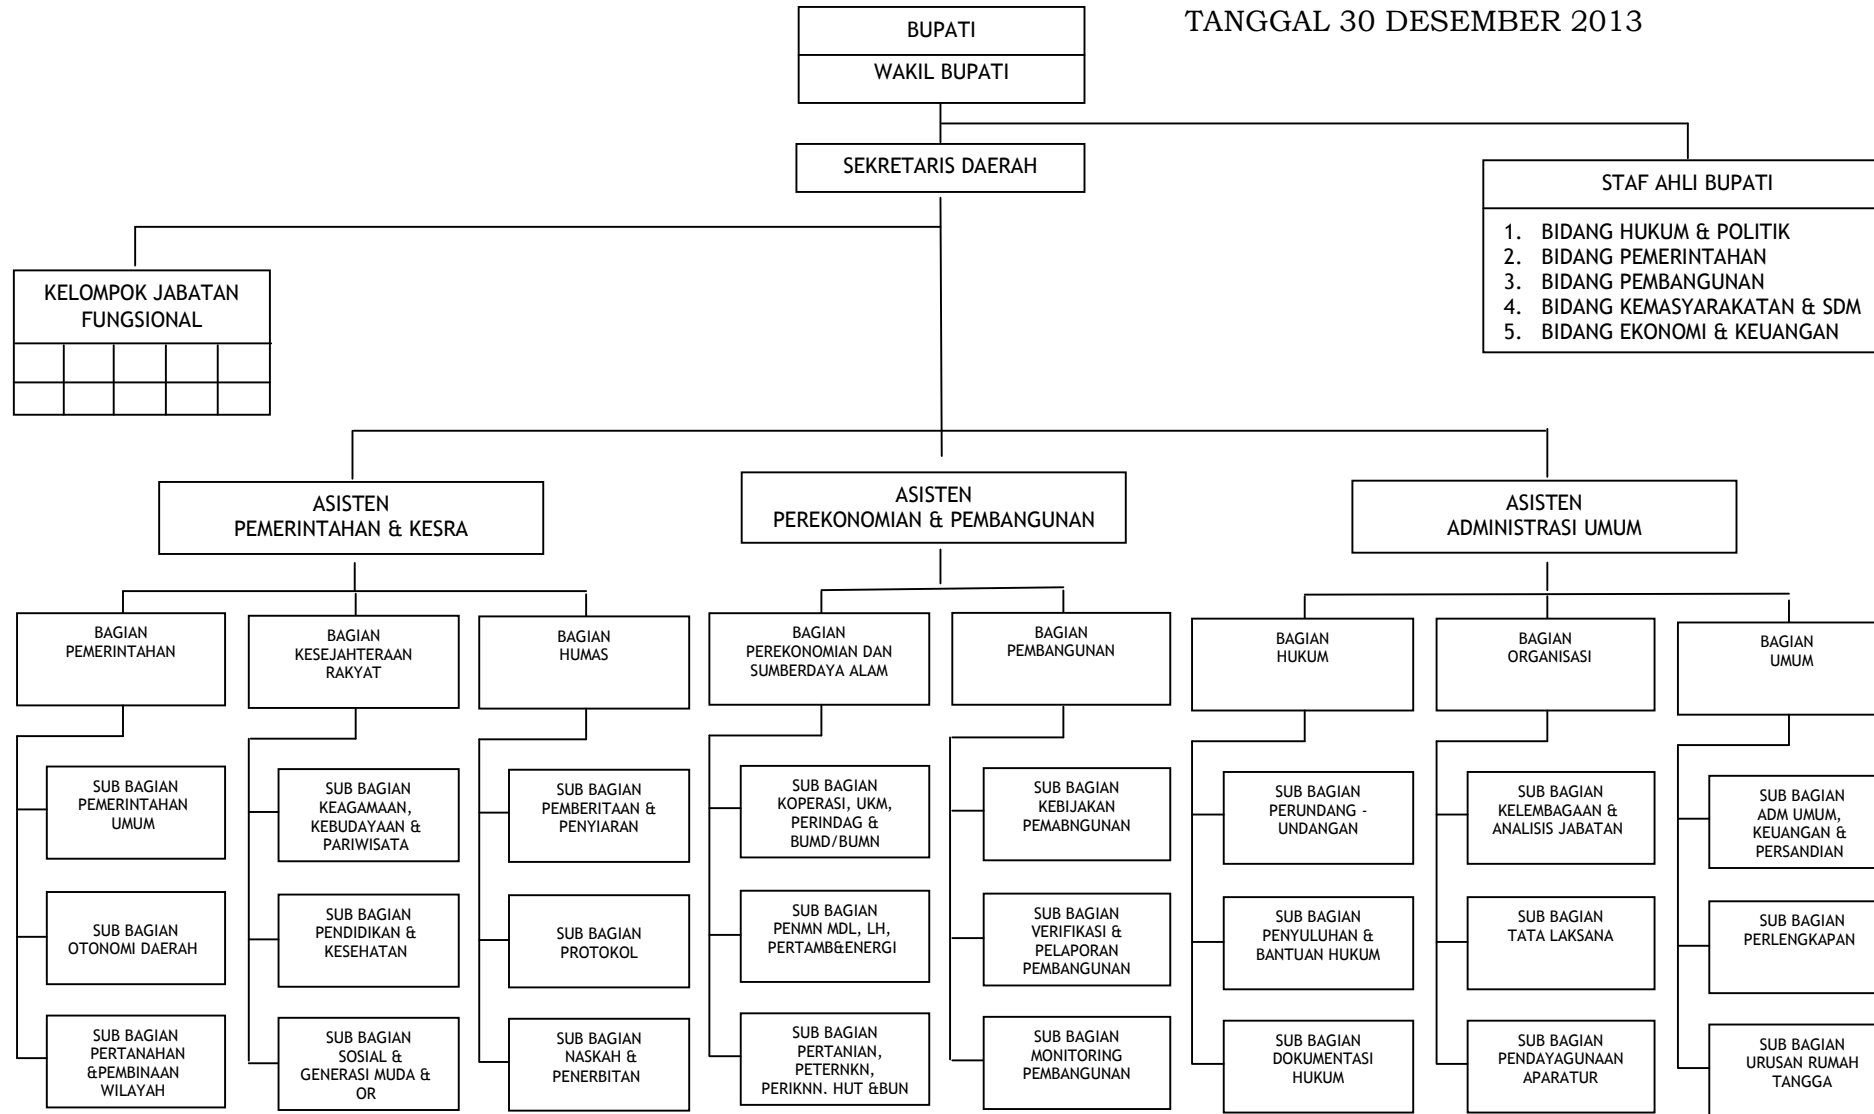 TANGGAL 30 DESEMBER 2013
BUPATI
WAKIL BUPATI
SEKRETARIS DAERAH
STAF AHLI BUPATI
1. BIDANG HUKUM & POLITIK
2. BIDANG PEMERINTAHAN
3. BIDANG PEMBANGUNAN
4. BIDANG KEMASYARAKATAN & SDM
5. BIDANG EKONOMI & KEUANGAN
KELOMPOK JABATAN
FUNGSIONAL
ASISTEN
PEMERINTAHAN & KESRA
ASISTEN
PEREKONOMIAN & PEMBANGUNAN
ASISTEN
ADMINISTRASI UMUM
BAGIAN
PEMERINTAHAN
BAGIAN
KESEJAHTERAAN
RAKYAT
BAGIAN
HUMAS
BAGIAN
PEREKONOMIAN DAN
SUMBERDAYA ALAM
BAGIAN
PEMBANGUNAN
BAGIAN
HUKUM
BAGIAN
ORGANISASI
BAGIAN
UMUM
SUB BAGIAN
PEMERINTAHAN
UMUM
SUB BAGIAN
KEAGAMAAN,
KEBUDAYAAN &
PARIWISATA
SUB BAGIAN
PEMBERITAAN &
PENYIARAN
SUB BAGIAN
KOPERASI, UKM,
PERINDAG &
BUMD/BUMN
SUB BAGIAN
KEBIJAKAN
PEMABNGUNAN
SUB BAGIAN
PERUNDANG -
UNDANGAN
SUB BAGIAN
KELEMBAGAAN &
ANALISIS JABATAN
SUB BAGIAN
ADM UMUM,
KEUANGAN &
PERSANDIAN
SUB BAGIAN
OTONOMI DAERAH
SUB BAGIAN
PENDIDIKAN &
KESEHATAN
SUB BAGIAN
PROTOKOL
SUB BAGIAN
PENMN MDL, LH,
PERTAMB&ENERGI
SUB BAGIAN
VERIFIKASI &
PELAPORAN
PEMBANGUNAN
SUB BAGIAN
PENYULUHAN &
BANTUAN HUKUM
SUB BAGIAN
TATA LAKSANA
SUB BAGIAN
PERLENGKAPAN
SUB BAGIAN
PERTANAHAN
&PEMBINAAN
WILAYAH
SUB BAGIAN
SOSIAL &
GENERASI MUDA &
OR
SUB BAGIAN
NASKAH &
PENERBITAN
SUB BAGIAN
PERTANIAN,
PETERNKN,
PERIKNN. HUT &BUN
SUB BAGIAN
MONITORING
PEMBANGUNAN
SUB BAGIAN
DOKUMENTASI
HUKUM
SUB BAGIAN
PENDAYAGUNAAN
APARATUR
SUB BAGIAN
URUSAN RUMAH
TANGGA